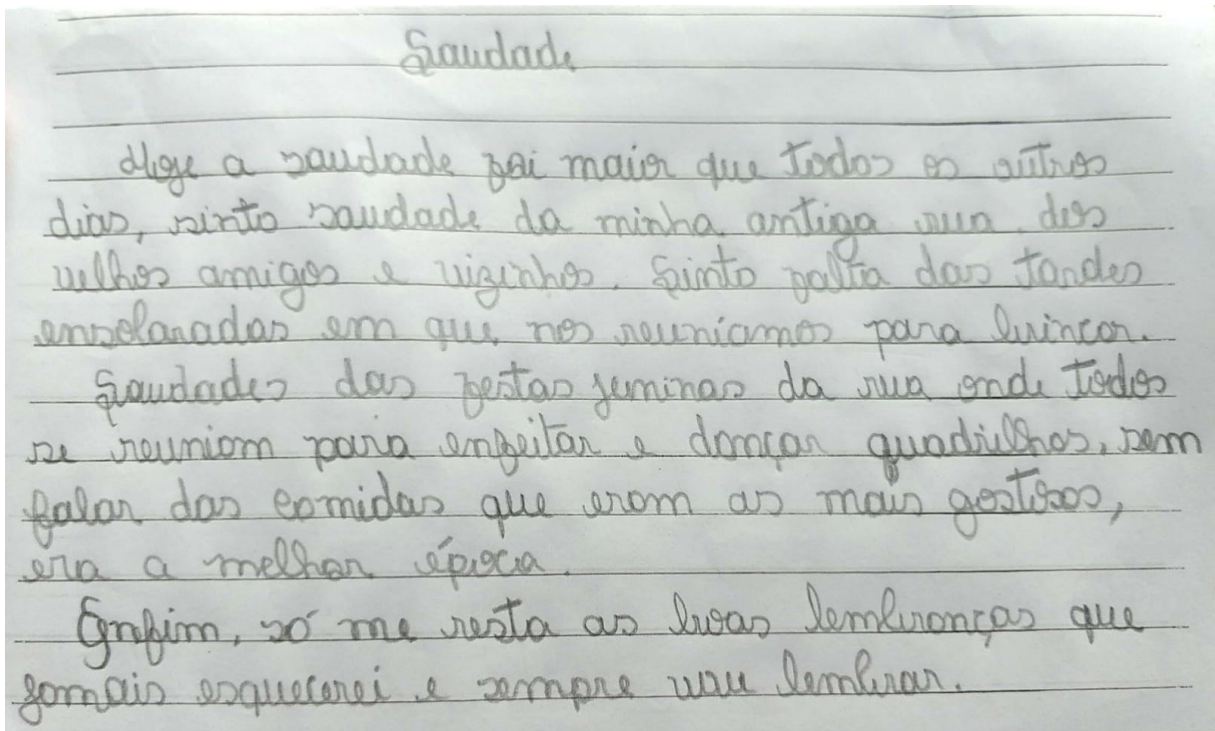 Saudade
Hoje a saudade foi maior que todos os outros
dias, sinto saudade da minha antiga rua dos
velhos amigos e vizinhos. Sinto falta das tardes
ensolaradas em que nos reuníamos para brincar.
Saudades das festas juninas da rua onde todos
se reuniam para enfeitar e dançar quadrilhas, sem
falar das comidas que eram as mais gostosas,
era a melhor época.
Enfim, só me resta as boas lembranças que
jamais esquecerei e sempre vou lembrar.